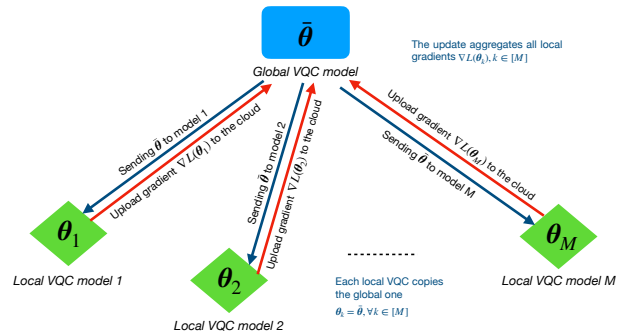 θ̄
Global VQC model
The update aggregates all local
gradients ∇L(θₖ), k ∈ [M]
Sending θ̄ to model 1
Upload gradient ∇L(θ₁) to the cloud
Sending θ̄ to model 2
Upload gradient ∇L(θ₂) to the cloud
Upload gradient ∇L(θ_M) to the cloud
Sending θ̄ to model M
θ₁
Local VQC model 1
θ₂
Local VQC model 2
Each local VQC copies
the global one
θₖ = θ̄, ∀k ∈ [M]
θ_M
Local VQC model M